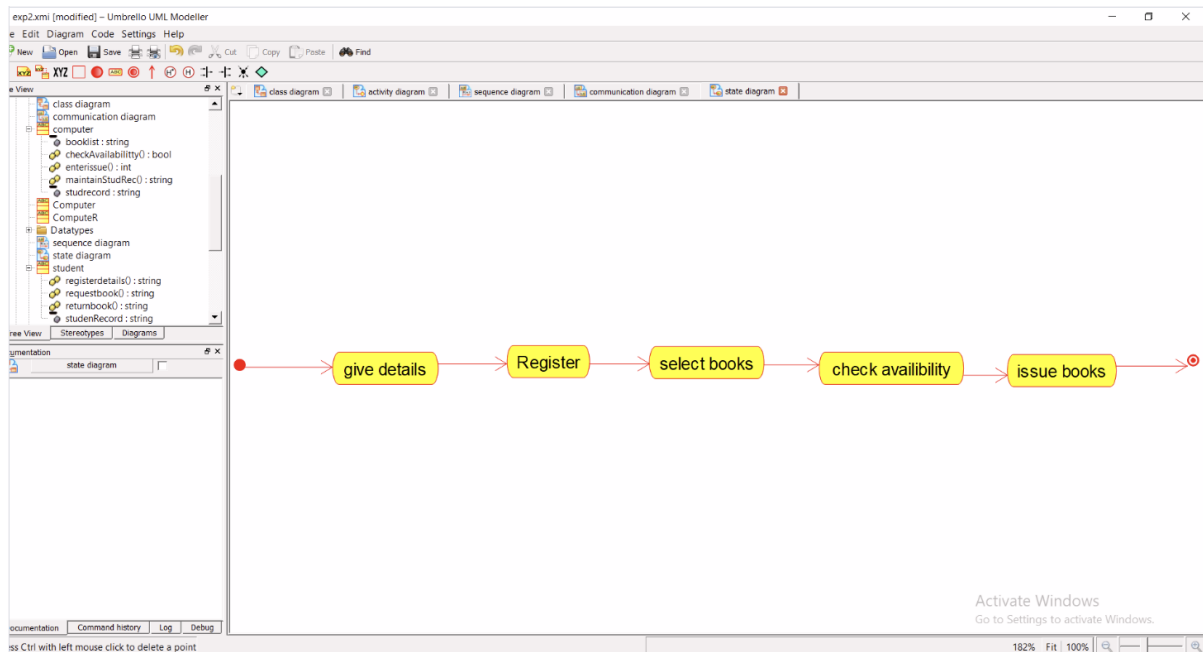 exp2.xmi [modified] – Umbrello UML Modeller
e Edit Diagram Code Settings Help
New Open Save Cut Copy Paste Find
XYZ ABC H H
e View
class diagram activity diagram sequence diagram communication diagram state diagram
class diagram
communication diagram
computer
booklist : string
checkAvailabilitty() : bool
enterissue() : int
maintainStudRec() : string
studrecord : string
Computer
ComputeR
Datatypes
sequence diagram
state diagram
student
registerdetails() : string
requestbook() : string
returnbook() : string
studenRecord : string
ree View Stereotypes Diagrams
umentation
state diagram
give details Register select books check availibility issue books
Activate Windows
Go to Settings to activate Windows.
ocumentation Command history Log Debug
ss Ctrl with left mouse click to delete a point
182% Fit 100%